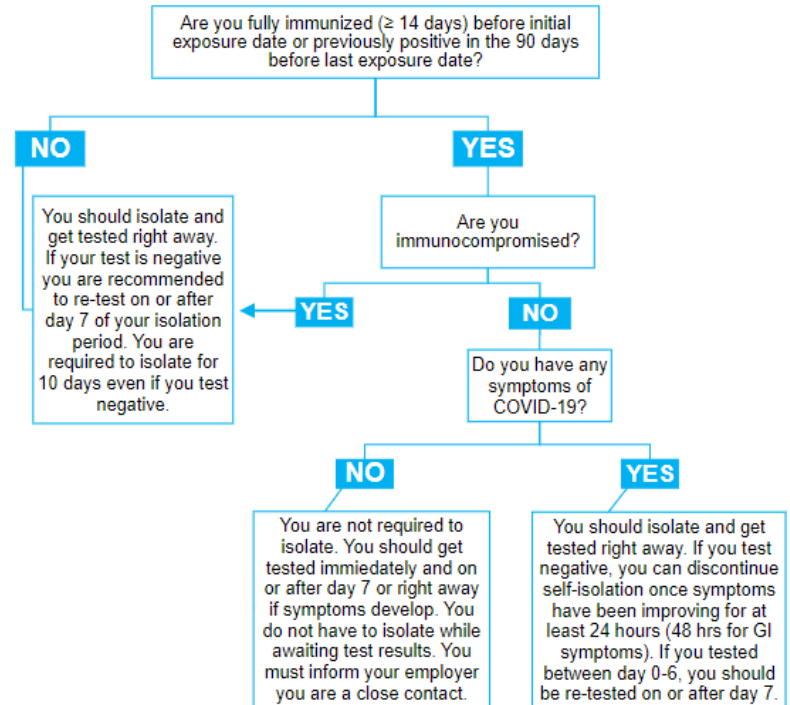 Are you fully immunized (≥ 14 days) before initial
exposure date or previously positive in the 90 days
before last exposure date?
NO
YES
You should isolate and
get tested right away.
If your test is negative
you are recommended
to re-test on or after
day 7 of your isolation
period. You are
required to isolate for
10 days even if you test
negative.
Are you
immunocompromised?
YES
NO
Do you have any
symptoms of
COVID-19?
NO
YES
You are not required to
isolate. You should get
tested immiedately and on
or after day 7 or right away
if symptoms develop. You
do not have to isolate while
awaiting test results. You
must inform your employer
you are a close contact.
You should isolate and get
tested right away. If you test
negative, you can discontinue
self-isolation once symptoms
have been improving for at
least 24 hours (48 hrs for GI
symptoms). If you tested
between day 0-6, you should
be re-tested on or after day 7.